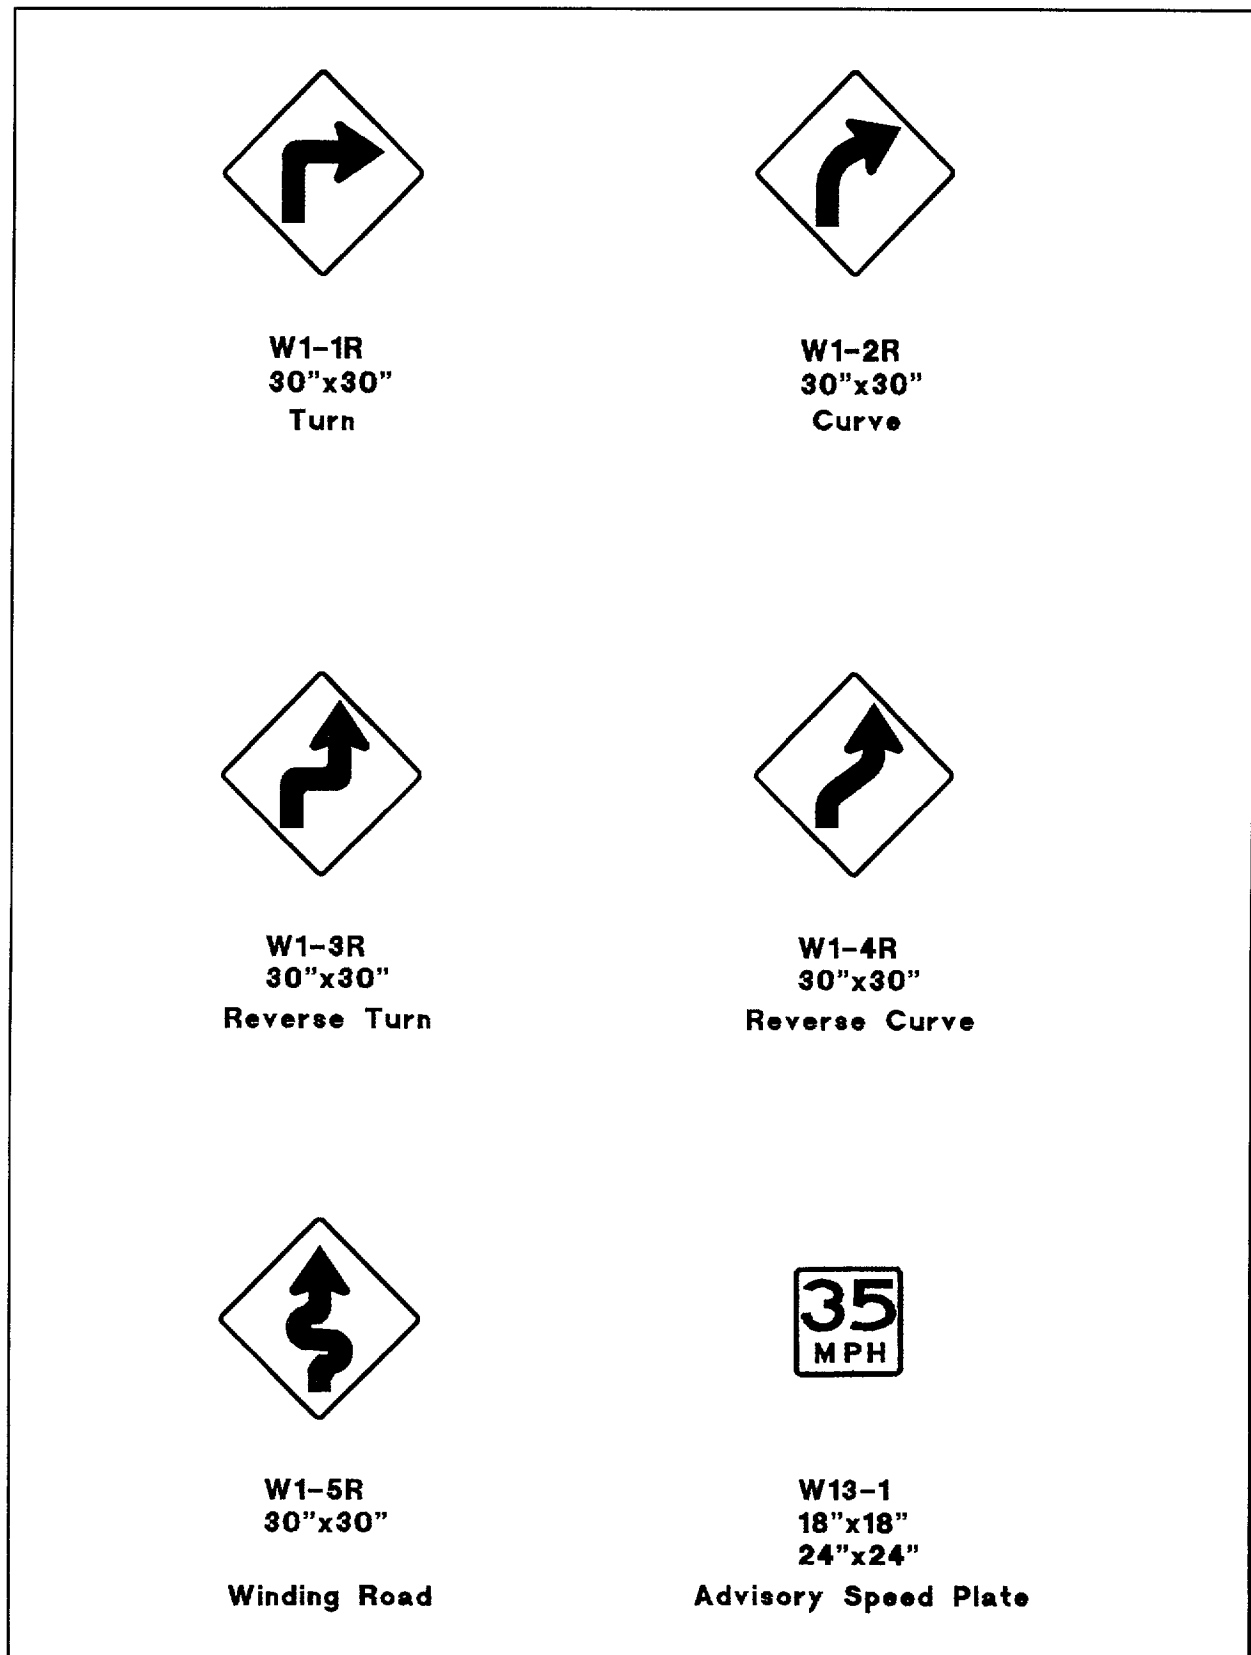 W1-1R
30"x30"
Turn
W1-2R
30"x30"
Curve
W1-3R
30"x30"
Reverse Turn
W1-4R
30"x30"
Reverse Curve
35
MPH
W1-5R
30"x30"
Winding Road
W13-1
18"x18"
24"x24"
Advisory Speed Plate